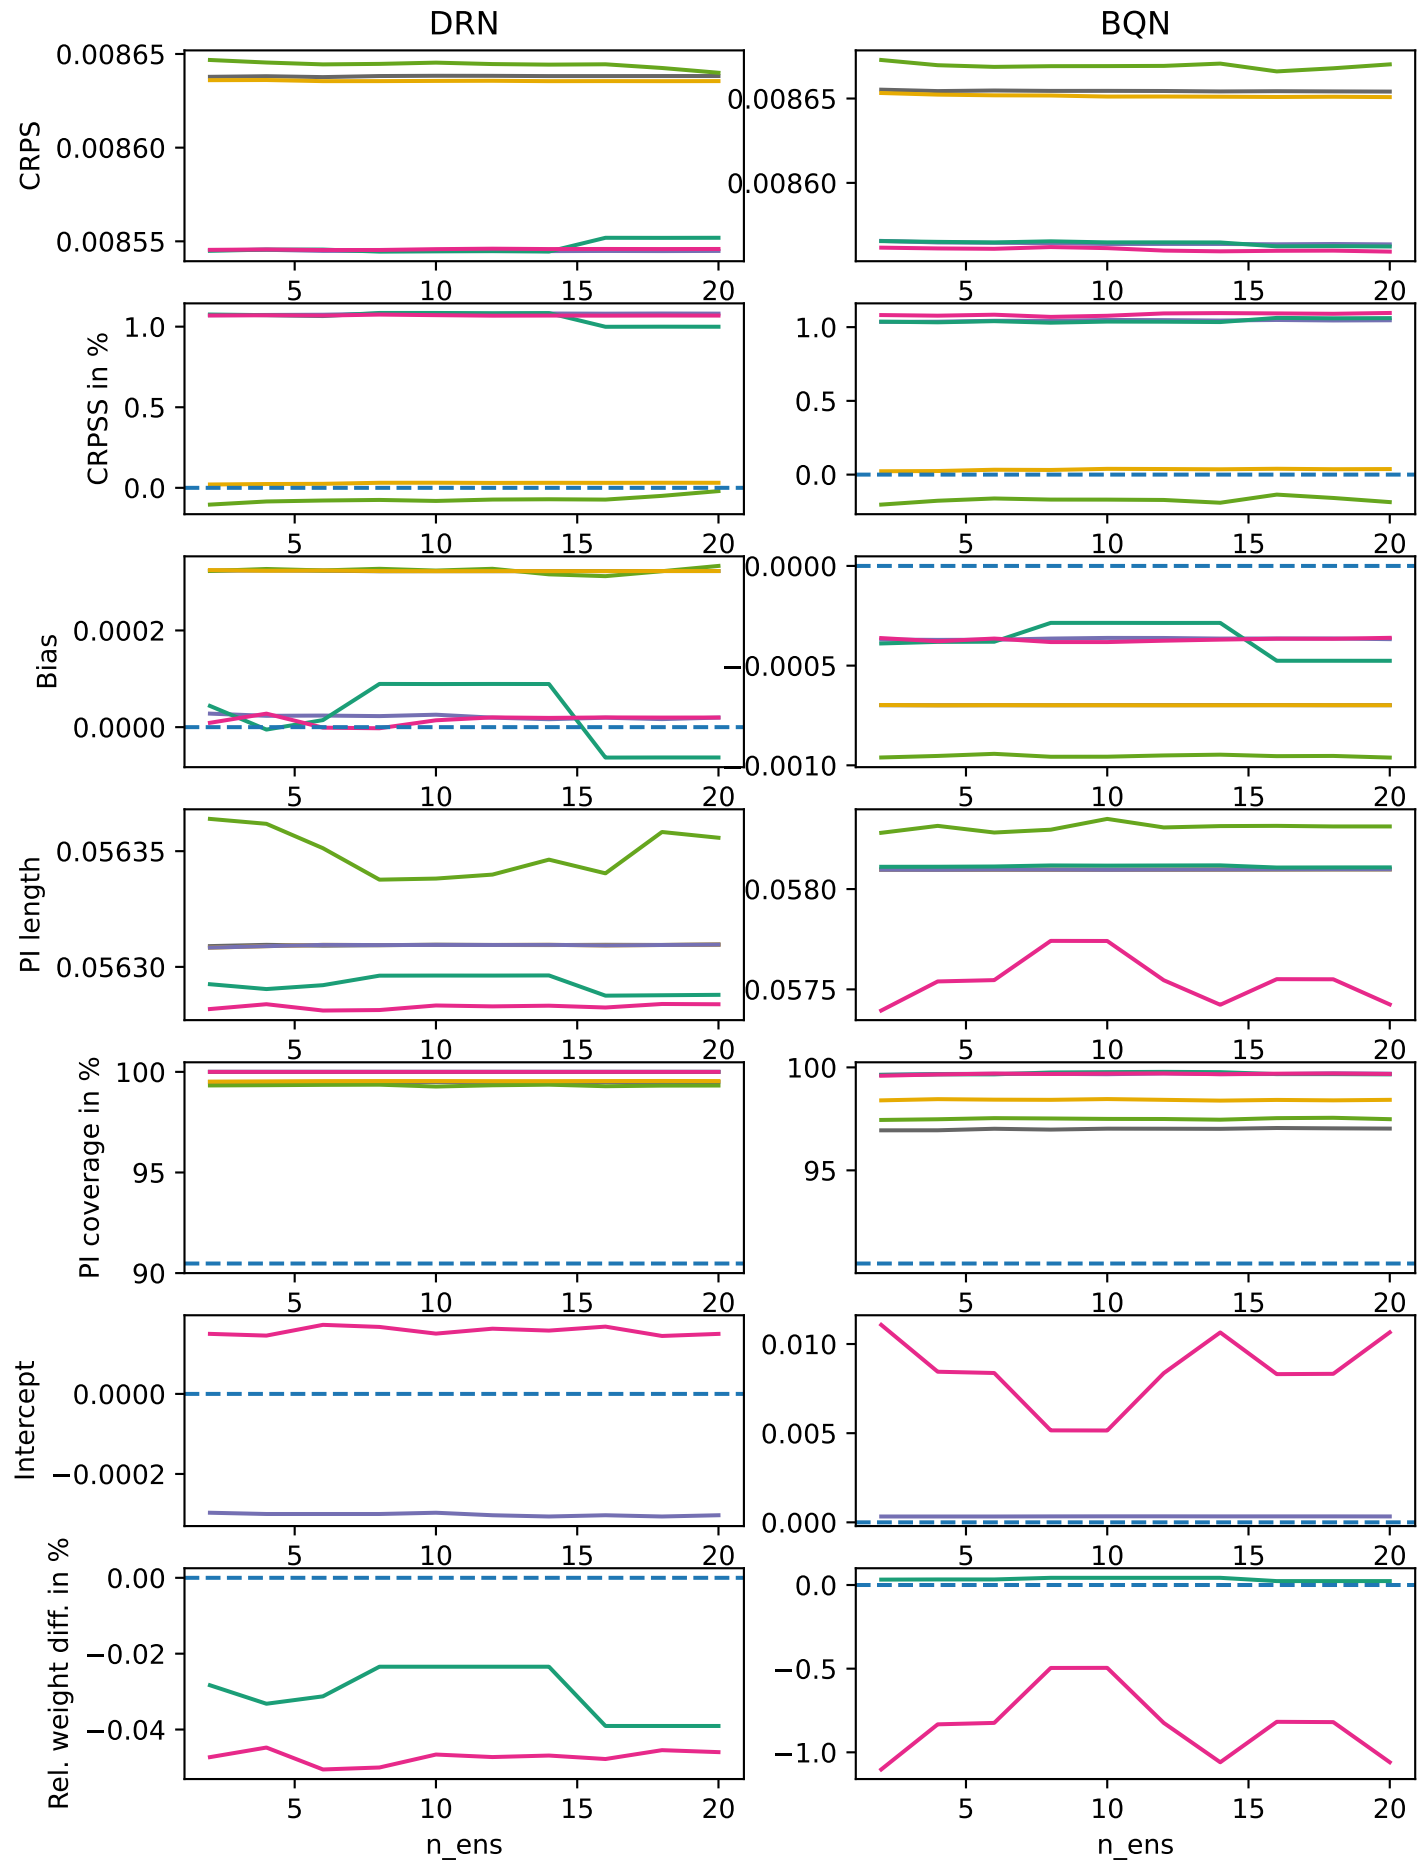 DRN
BQN
CRPS
0.00865
0.00860
0.00855
5 10 15 20
0.00865
0.00860
5 10 15 20
CRPSS in %
1.0
0.5
0.0
5 10 15 20
1.0
0.5
0.0
5 10 15 20
Bias
0.0002
0.0000
5 10 15 20
0.0000
−0.0005
−0.0010
5 10 15 20
PI length
0.05635
0.05630
5 10 15 20
0.0580
0.0575
5 10 15 20
PI coverage in %
100
95
90
5 10 15 20
100
95
5 10 15 20
Intercept
0.0000
−0.0002
5 10 15 20
0.010
0.005
0.000
5 10 15 20
Rel. weight diff. in %
0.00
−0.02
−0.04
5 10 15 20
n_ens
0.0
−0.5
−1.0
5 10 15 20
n_ens